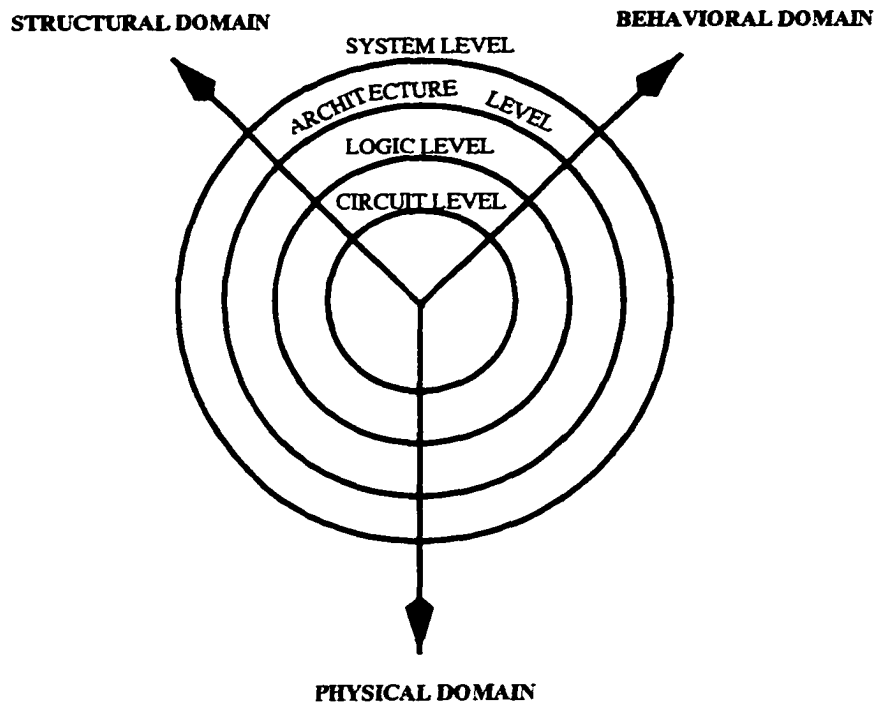 STRUCTURAL DOMAIN
BEHAVIORAL DOMAIN
SYSTEM LEVEL
ARCHITECTURE LEVEL
LOGIC LEVEL
CIRCUIT LEVEL
PHYSICAL DOMAIN